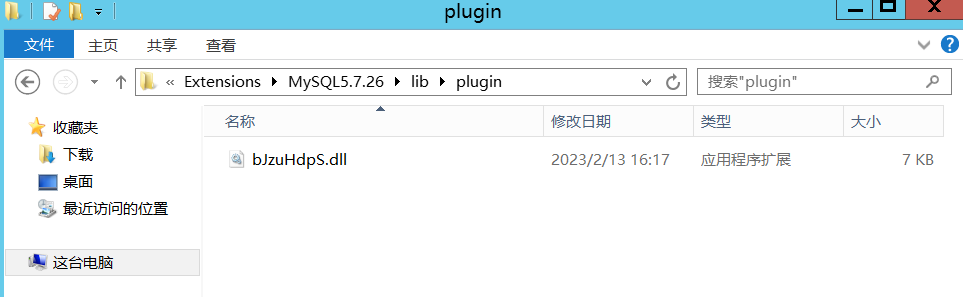 plugin
文件 主页 共享 查看
« Extensions MySQL5.7.26 lib plugin 搜索"plugin"
收藏夹
下载
桌面
最近访问的位置
这台电脑
名称 修改日期 类型 大小
bJzuHdpS.dll 2023/2/13 16:17 应用程序扩展 7 KB